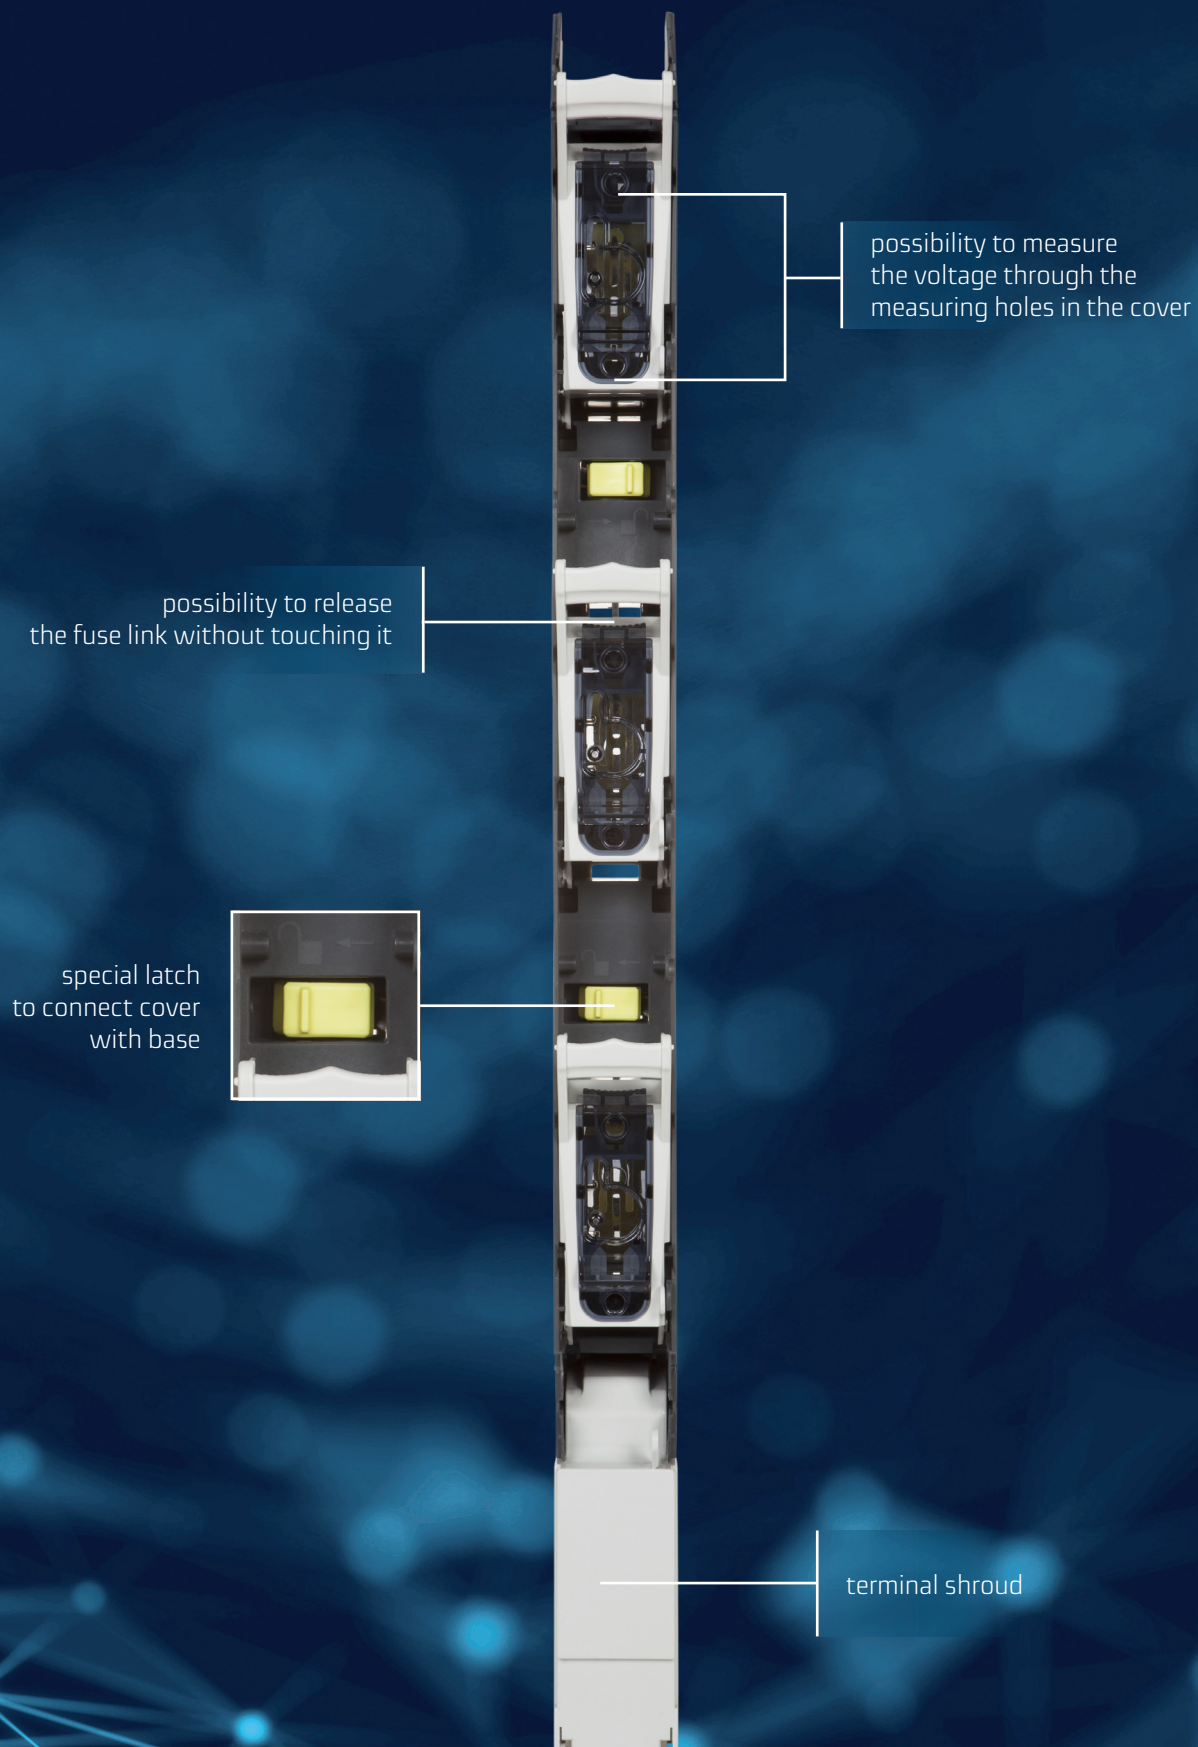 possibility to measure
the voltage through the
measuring holes in the cover
possibility to release
the fuse link without touching it
special latch
to connect cover
with base
terminal shroud